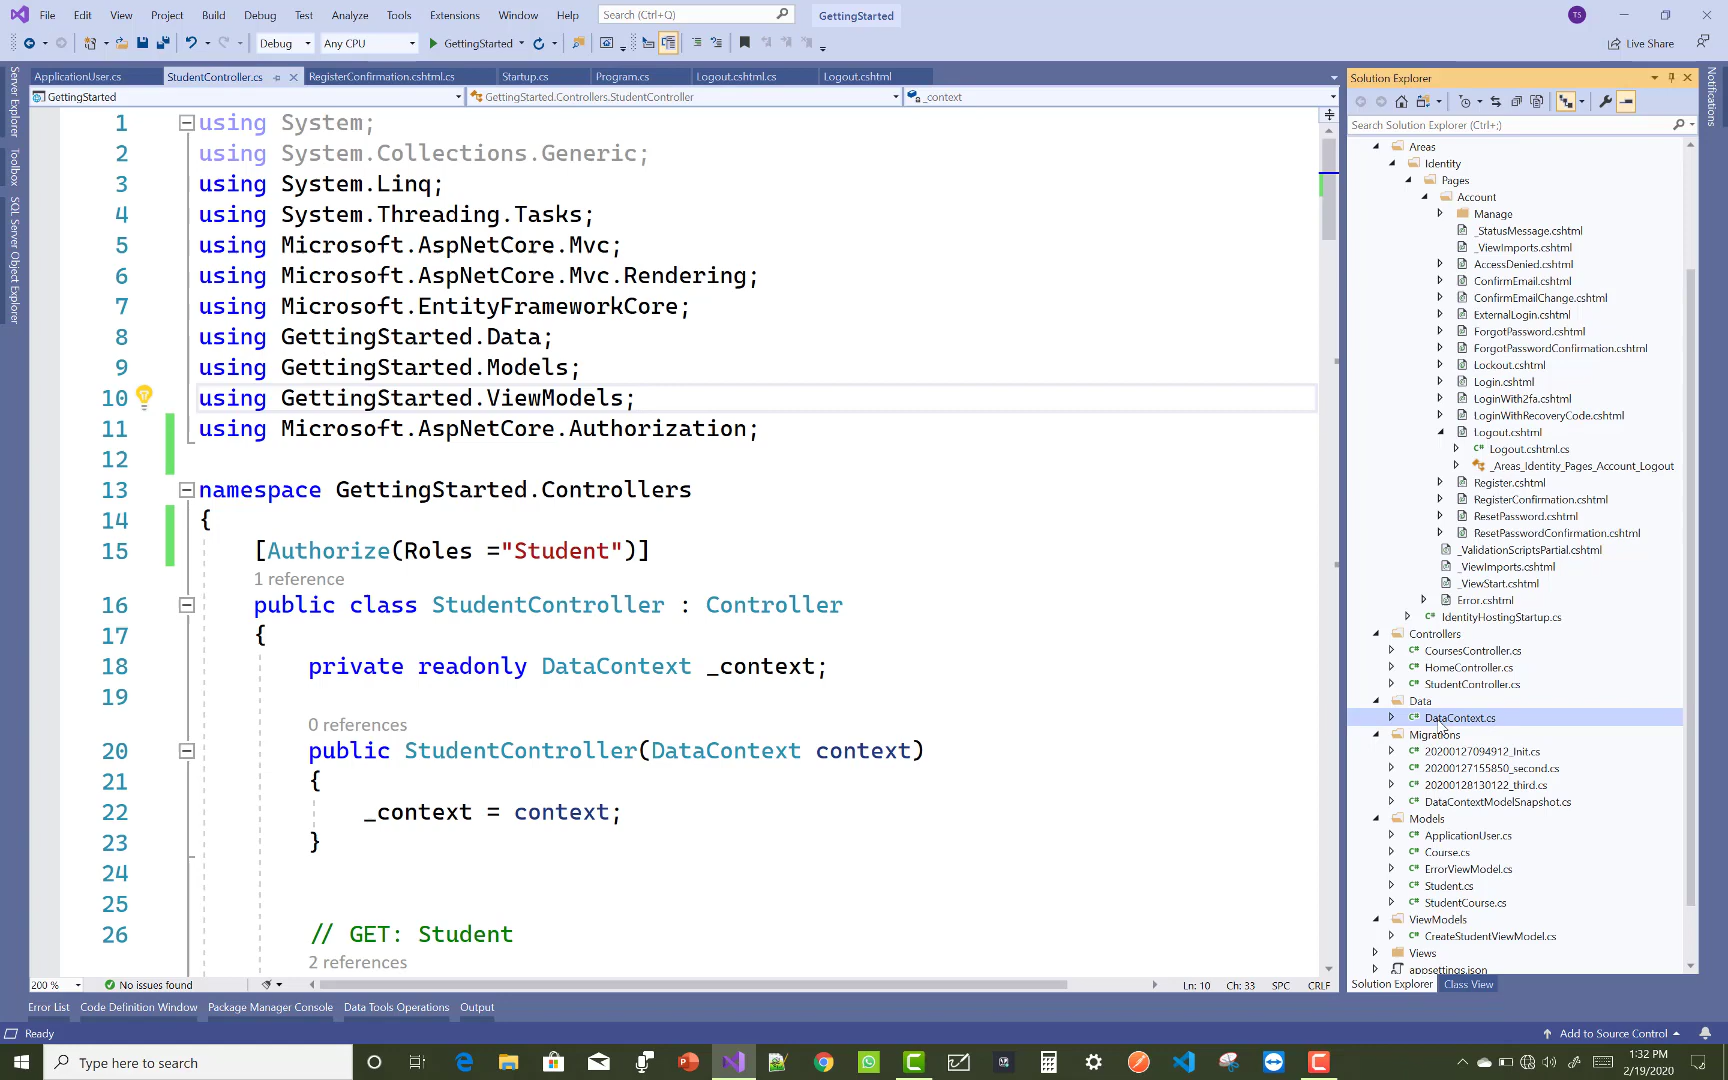 File Edit View Project Build Debug Test Analyze Tools Extensions Window Help Search (Ctrl+Q) GettingStarted TS
Debug Any CPU GettingStarted Live Share
ApplicationUser.cs StudentController.cs RegisterConfirmation.cshtml.cs Startup.cs Program.cs Logout.cshtml.cs Logout.cshtml
GettingStarted GettingStarted.Controllers.StudentController _context
Server Explorer
Toolbox
SQL Server Object Explorer
1 using System;
2 using System.Collections.Generic;
3 using System.Linq;
4 using System.Threading.Tasks;
5 using Microsoft.AspNetCore.Mvc;
6 using Microsoft.AspNetCore.Mvc.Rendering;
7 using Microsoft.EntityFrameworkCore;
8 using GettingStarted.Data;
9 using GettingStarted.Models;
10 using GettingStarted.ViewModels;
11 using Microsoft.AspNetCore.Authorization;
12
13 namespace GettingStarted.Controllers
14 {
15 [Authorize(Roles ="Student")]
1 reference
16 public class StudentController : Controller
17 {
18 private readonly DataContext _context;
19
0 references
20 public StudentController(DataContext context)
21 {
22 _context = context;
23 }
24
25
26 // GET: Student
2 references
200 % No issues found Ln: 10 Ch: 33 SPC CRLF
Solution Explorer
Search Solution Explorer (Ctrl+;)
Areas
Identity
Pages
Account
Manage
_StatusMessage.cshtml
_ViewImports.cshtml
AccessDenied.cshtml
ConfirmEmail.cshtml
ConfirmEmailChange.cshtml
ExternalLogin.cshtml
ForgotPassword.cshtml
ForgotPasswordConfirmation.cshtml
Lockout.cshtml
Login.cshtml
LoginWith2fa.cshtml
LoginWithRecoveryCode.cshtml
Logout.cshtml
C# Logout.cshtml.cs
_Areas_Identity_Pages_Account_Logout
Register.cshtml
RegisterConfirmation.cshtml
ResetPassword.cshtml
ResetPasswordConfirmation.cshtml
_ValidationScriptsPartial.cshtml
_ViewImports.cshtml
_ViewStart.cshtml
Error.cshtml
C# IdentityHostingStartup.cs
Controllers
C# CoursesController.cs
C# HomeController.cs
C# StudentController.cs
Data
C# DataContext.cs
Migrations
C# 20200127094912_Init.cs
C# 20200127155850_second.cs
C# 20200128130122_third.cs
C# DataContextModelSnapshot.cs
Models
C# ApplicationUser.cs
C# Course.cs
C# ErrorViewModel.cs
C# Student.cs
C# StudentCourse.cs
ViewModels
C# CreateStudentViewModel.cs
Views
appsettings.json
Solution Explorer Class View
Notifications
Error List Code Definition Window Package Manager Console Data Tools Operations Output
Ready Add to Source Control
Type here to search
1:32 PM
2/19/2020